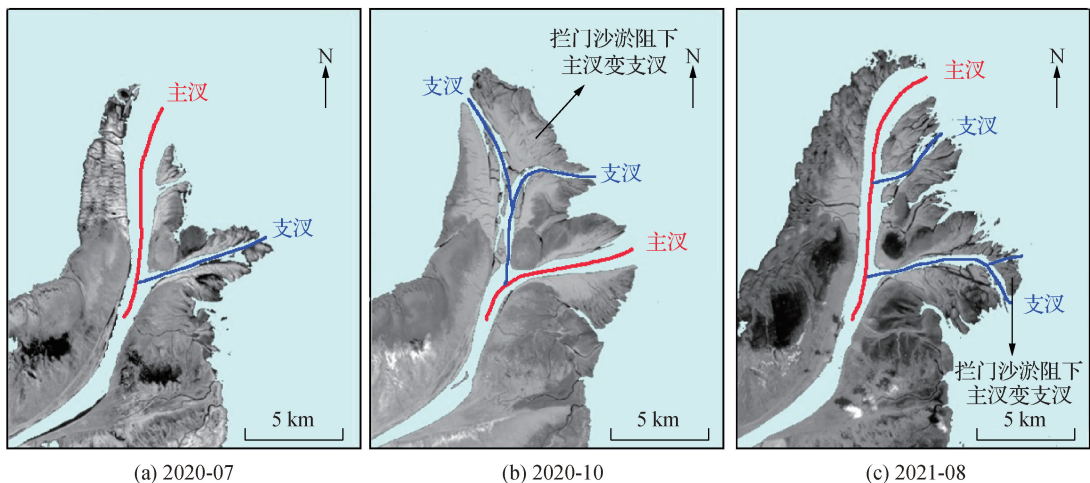 主汊
N
支汊
5 km
(a) 2020-07
拦门沙淤阻下
主汊变支汊
N
支汊
支汊
主汊
5 km
(b) 2020-10
N
主汊
支汊
支汊
拦门沙淤阻下
主汊变支汊
5 km
(c) 2021-08